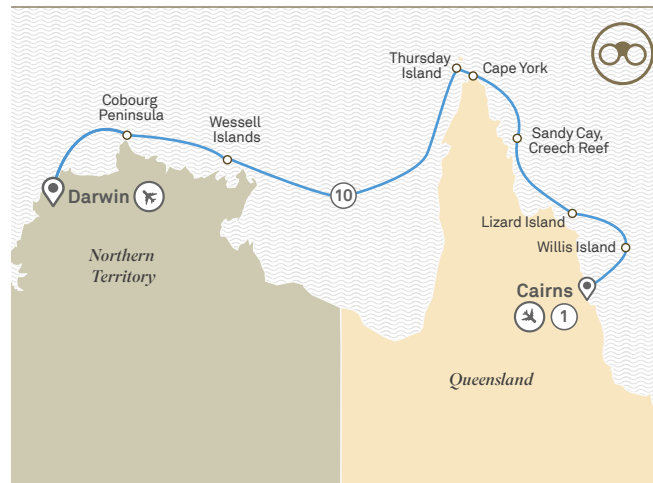 Thursday
Island
Cape York
Cobourg
Peninsula
Wessell
Islands
Sandy Cay,
Creech Reef
Darwin
10
Lizard Island
Willis Island
Northern
Territory
Cairns
1
Queensland